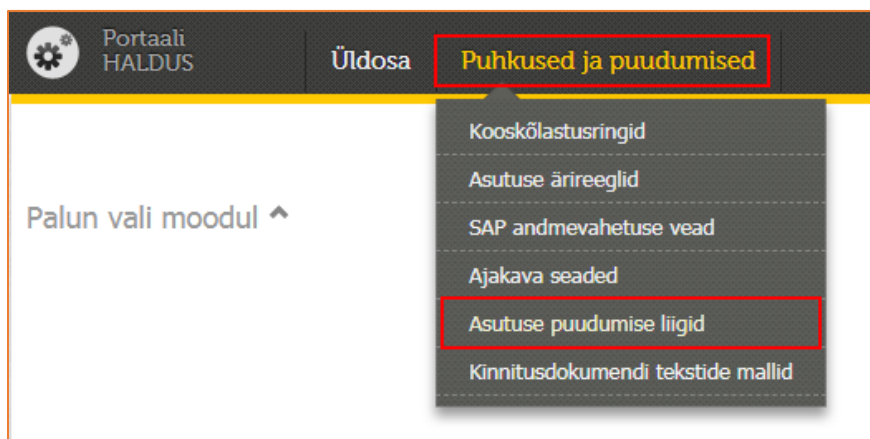 Portaali
HALDUS
Üldosa
Puhkused ja puudumised
Kooskõlastusringid
Asutuse ärireeglid
Palun vali moodul
SAP andmevahetuse vead
Ajakava seaded
Asutuse puudumise liigid
Kinnitusdokumendi tekstide mallid